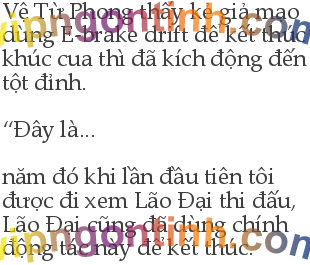 Vệ Từ Phong thấy kẻ giả mạo
dùng E-brake drift để kết thúc
khúc cua thì đã kích động đến
tột đỉnh.
“Đây là...
năm đó khi lần đầu tiên tôi
được đi xem Lão Đại thi đấu,
Lão Đại cũng đã dùng chính
động tác này để kết thúc.